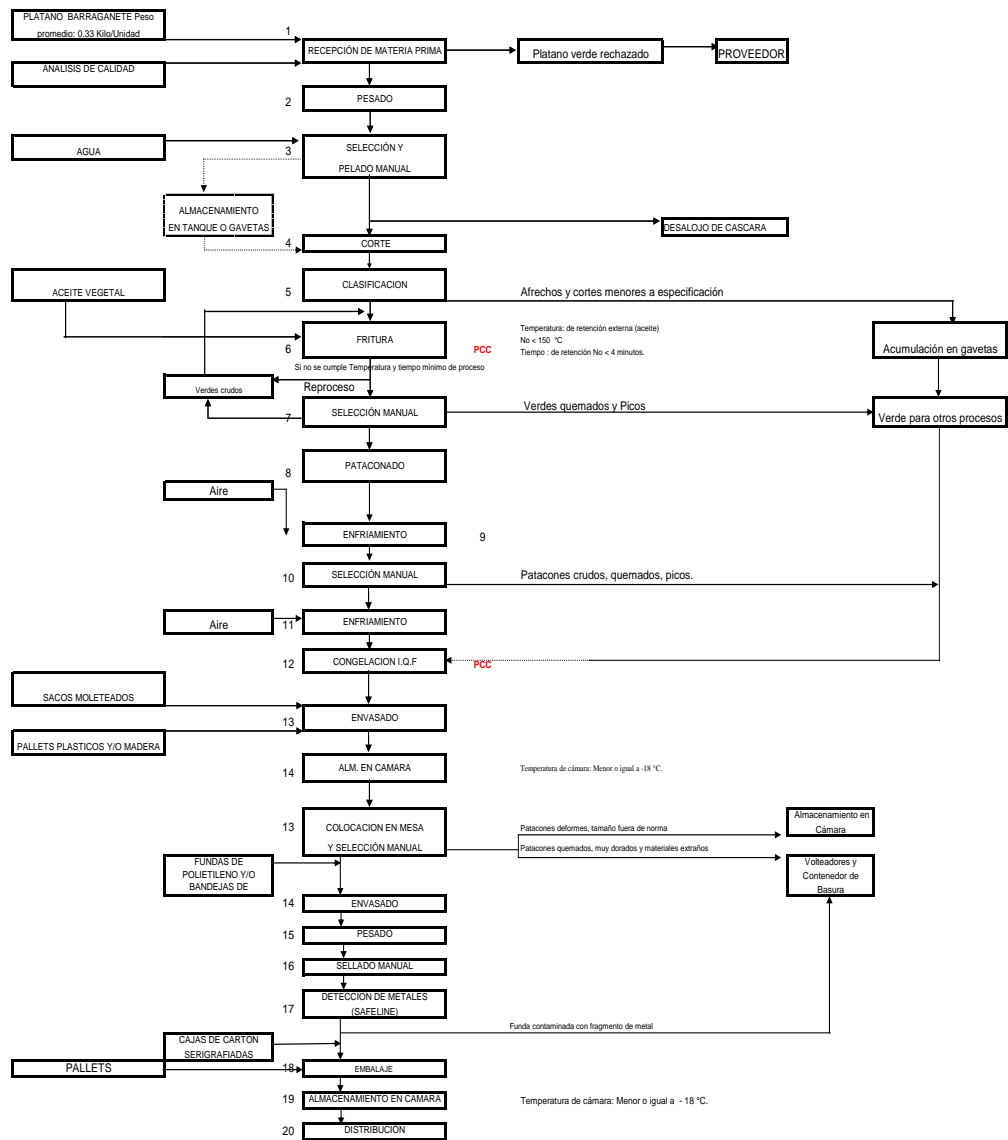 PLATANO BARRAGANETE Peso
promedio: 0.33 Kilo/Unidad
1
RECEPCIÓN DE MATERIA PRIMA
Platano verde rechazado
PROVEEDOR
ANALISIS DE CALIDAD
2
PESADO
AGUA
3
SELECCIÓN Y
PELADO MANUAL
ALMACENAMIENTO
EN TANQUE O GAVETAS
DESALOJO DE CASCARA
4
CORTE
ACEITE VEGETAL
5
CLASIFICACION
Afrechos y cortes menores a especificación
6
FRITURA
PCC
Temperatura: de retención externa (aceite)
No < 150 °C
Tiempo : de retención No < 4 minutos.
Acumulación en gavetas
Si no se cumple Temperatura y tiempo mínimo de proceso
Verdes crudos
Reproceso
7
SELECCIÓN MANUAL
Verdes quemados y Picos
Verde para otros procesos
8
PATACONADO
Aire
ENFRIAMIENTO
9
10
SELECCIÓN MANUAL
Patacones crudos, quemados, picos.
Aire
11
ENFRIAMIENTO
12
CONGELACION I.Q.F
PCC
SACOS MOLETEADOS
13
ENVASADO
PALLETS PLASTICOS Y/O MADERA
14
ALM. EN CAMARA
Temperatura de cámara: Menor o igual a -18 °C.
13
COLOCACION EN MESA
Y SELECCIÓN MANUAL
Patacones deformes, tamaño fuera de norma
Almacenamiento en
Cámara
Patacones quemados, muy dorados y materiales extraños
FUNDAS DE
POLIETILENO Y/O
BANDEJAS DE
Volteadores y
Contenedor de
Basura
14
ENVASADO
15
PESADO
16
SELLADO MANUAL
17
DETECCION DE METALES
(SAFELINE)
Funda contaminada con fragmento de metal
CAJAS DE CARTÓN
SERIGRAFIADAS
PALLETS
18
EMBALAJE
19
ALMACENAMIENTO EN CAMARA
Temperatura de cámara: Menor o igual a - 18 °C.
20
DISTRIBUCION